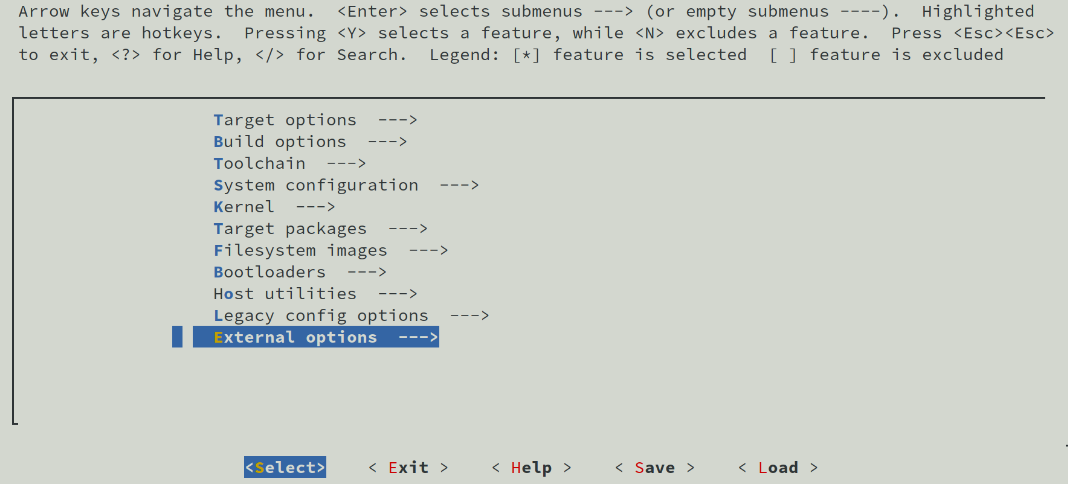 Arrow keys navigate the menu.  <Enter> selects submenus ---> (or empty submenus ----).  Highlighted
letters are hotkeys.  Pressing <Y> selects a feature, while <N> excludes a feature.  Press <Esc><Esc>
to exit, <?> for Help, </> for Search.  Legend: [*] feature is selected  [ ] feature is excluded
Target options  --->
Build options  --->
Toolchain  --->
System configuration  --->
Kernel  --->
Target packages  --->
Filesystem images  --->
Bootloaders  --->
Host utilities  --->
Legacy config options  --->
External options  --->
<Select>    < Exit >    < Help >    < Save >    < Load >